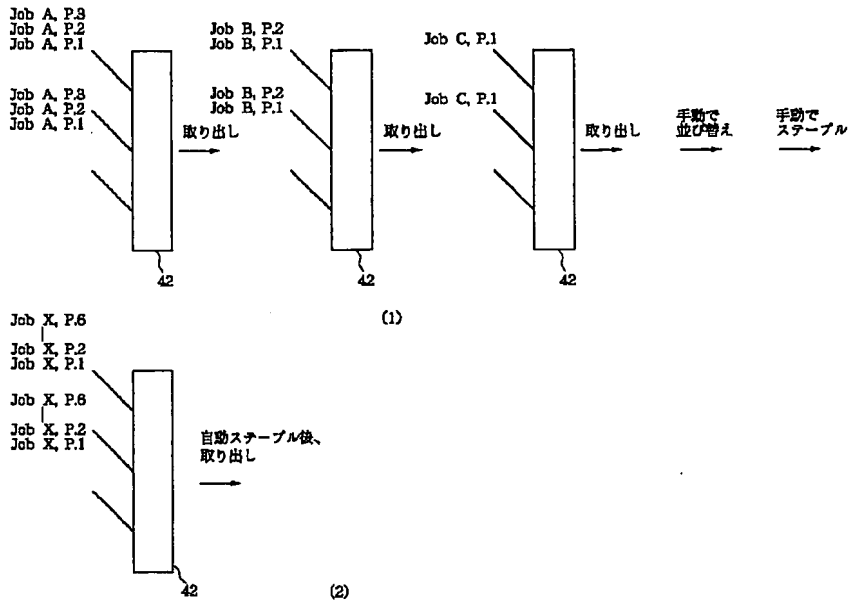 Job A, P.3
Job A, P.2
Job A, P.1
Job A, P.3
Job A, P.2
Job A, P.1
取り出し
42
Job B, P.2
Job B, P.1
Job B, P.2
Job B, P.1
取り出し
42
Job C, P.1
Job C, P.1
取り出し
42
手動で
並び替え
手動で
ステープル
(1)
Job X, P.6
Job X, P.2
Job X, P.1
Job X, P.6
Job X, P.2
Job X, P.1
自動ステープル後、
取り出し
42
(2)